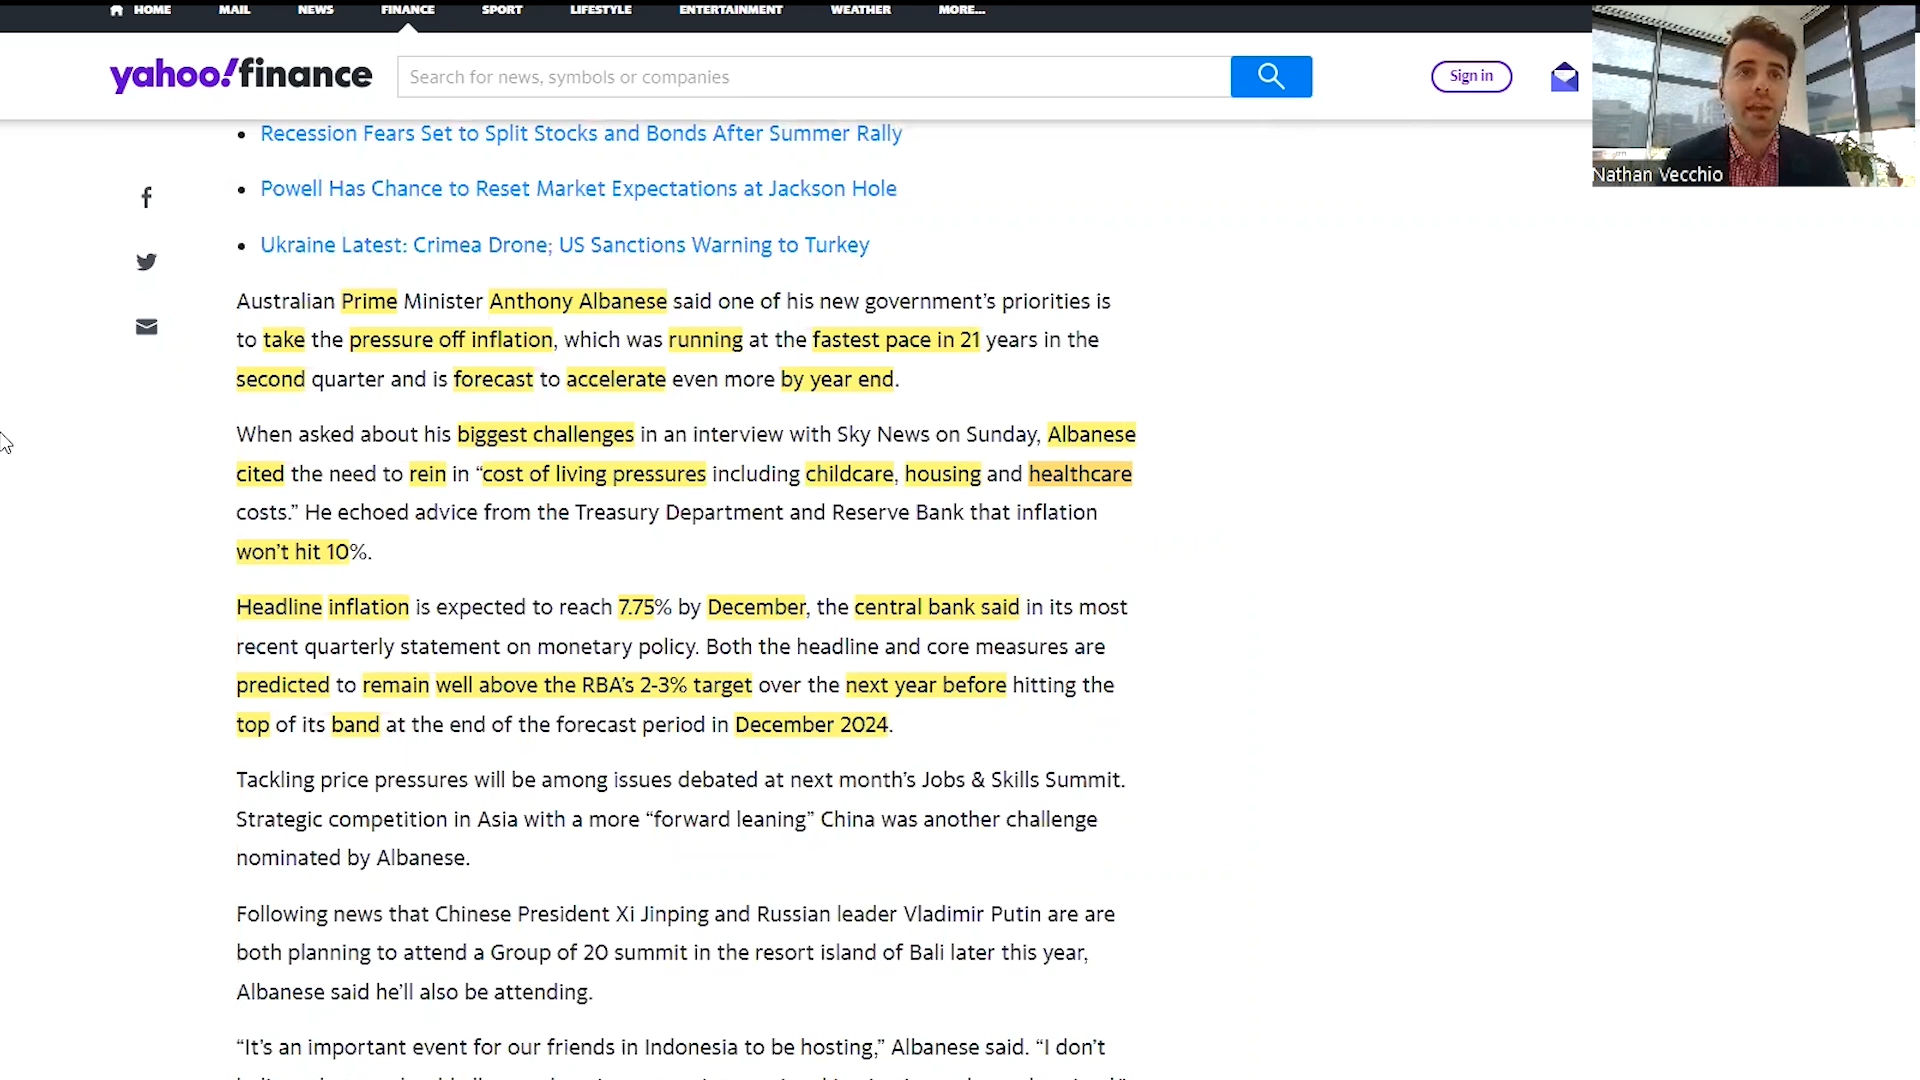 HOME MAIL NEWS FINANCE SPORT LIFESTYLE ENTERTAINMENT WEATHER MORE...
yahoo!finance
Search for news, symbols or companies
Sign in
Nathan Vecchio
Recession Fears Set to Split Stocks and Bonds After Summer Rally
Powell Has Chance to Reset Market Expectations at Jackson Hole
Ukraine Latest: Crimea Drone; US Sanctions Warning to Turkey
Australian Prime Minister Anthony Albanese said one of his new government’s priorities is
to take the pressure off inflation, which was running at the fastest pace in 21 years in the
second quarter and is forecast to accelerate even more by year end.
When asked about his biggest challenges in an interview with Sky News on Sunday, Albanese
cited the need to rein in “cost of living pressures including childcare, housing and healthcare
costs.” He echoed advice from the Treasury Department and Reserve Bank that inflation
won’t hit 10%.
Headline inflation is expected to reach 7.75% by December, the central bank said in its most
recent quarterly statement on monetary policy. Both the headline and core measures are
predicted to remain well above the RBA’s 2-3% target over the next year before hitting the
top of its band at the end of the forecast period in December 2024.
Tackling price pressures will be among issues debated at next month’s Jobs & Skills Summit.
Strategic competition in Asia with a more “forward leaning” China was another challenge
nominated by Albanese.
Following news that Chinese President Xi Jinping and Russian leader Vladimir Putin are are
both planning to attend a Group of 20 summit in the resort island of Bali later this year,
Albanese said he’ll also be attending.
“It’s an important event for our friends in Indonesia to be hosting,” Albanese said. “I don’t